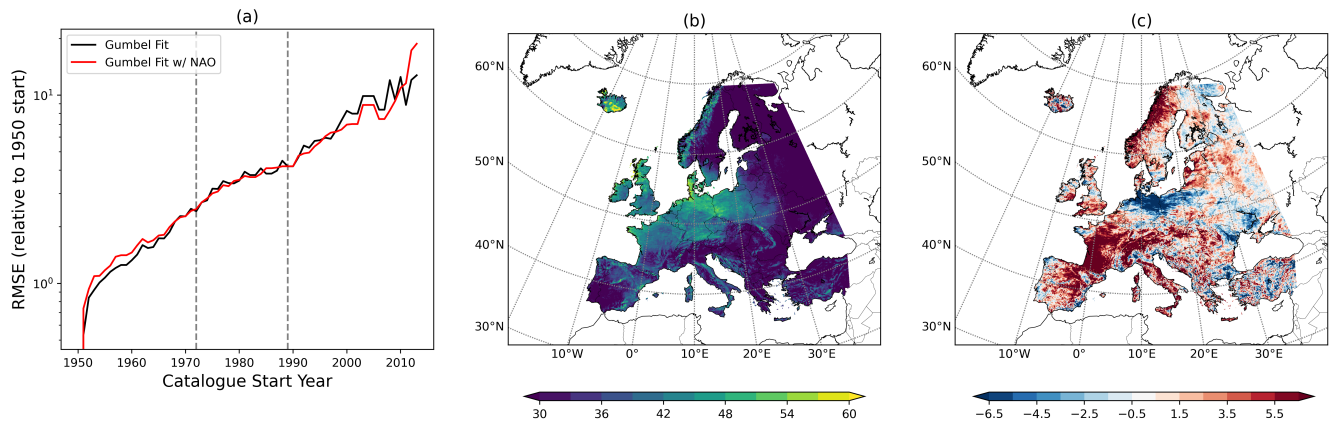 (a)
Gumbel Fit
Gumbel Fit w/ NAO
RMSE (relative to 1950 start)
10¹
10⁰
1950 1960 1970 1980 1990 2000 2010
Catalogue Start Year
(b)
60°N
50°N
40°N
30°N
10°W 0° 10°E 20°E 30°E
30 36 42 48 54 60
(c)
60°N
50°N
40°N
30°N
10°W 0° 10°E 20°E 30°E
−6.5 −4.5 −2.5 −0.5 1.5 3.5 5.5